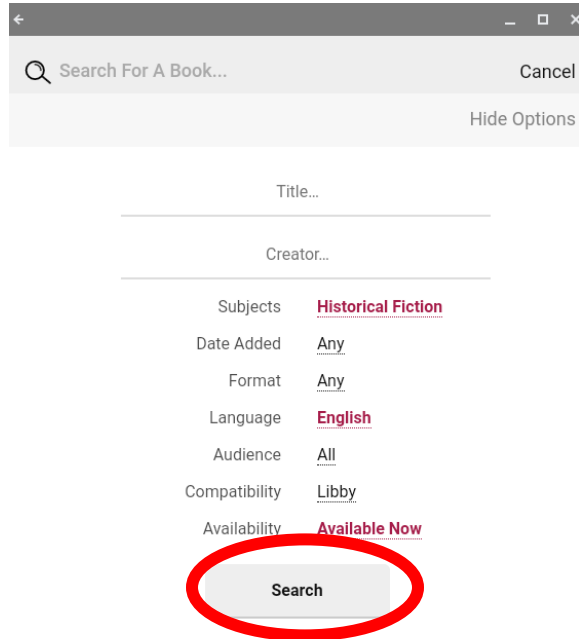 Search For A Book... Cancel
Hide Options
Title...
Creator...
Subjects Historical Fiction
Date Added Any
Format Any
Language English
Audience All
Compatibility Libby
Availability Available Now
Search